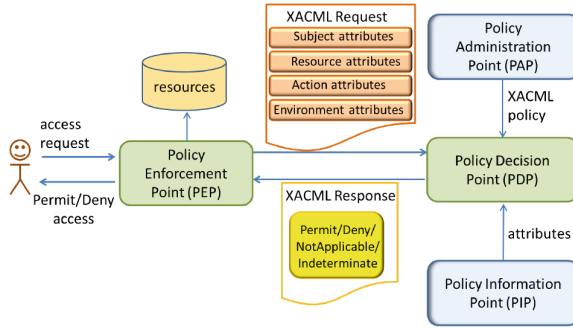 XACML Request
Subject attributes
Resource attributes
Action attributes
Environment attributes
Policy
Administration
Point (PAP)
resources
XACML
policy
access
request
Policy
Enforcement
Point (PEP)
Policy Decision
Point (PDP)
Permit/Deny
access
XACML Response
Permit/Deny/
NotApplicable/
Indeterminate
attributes
Policy Information
Point (PIP)